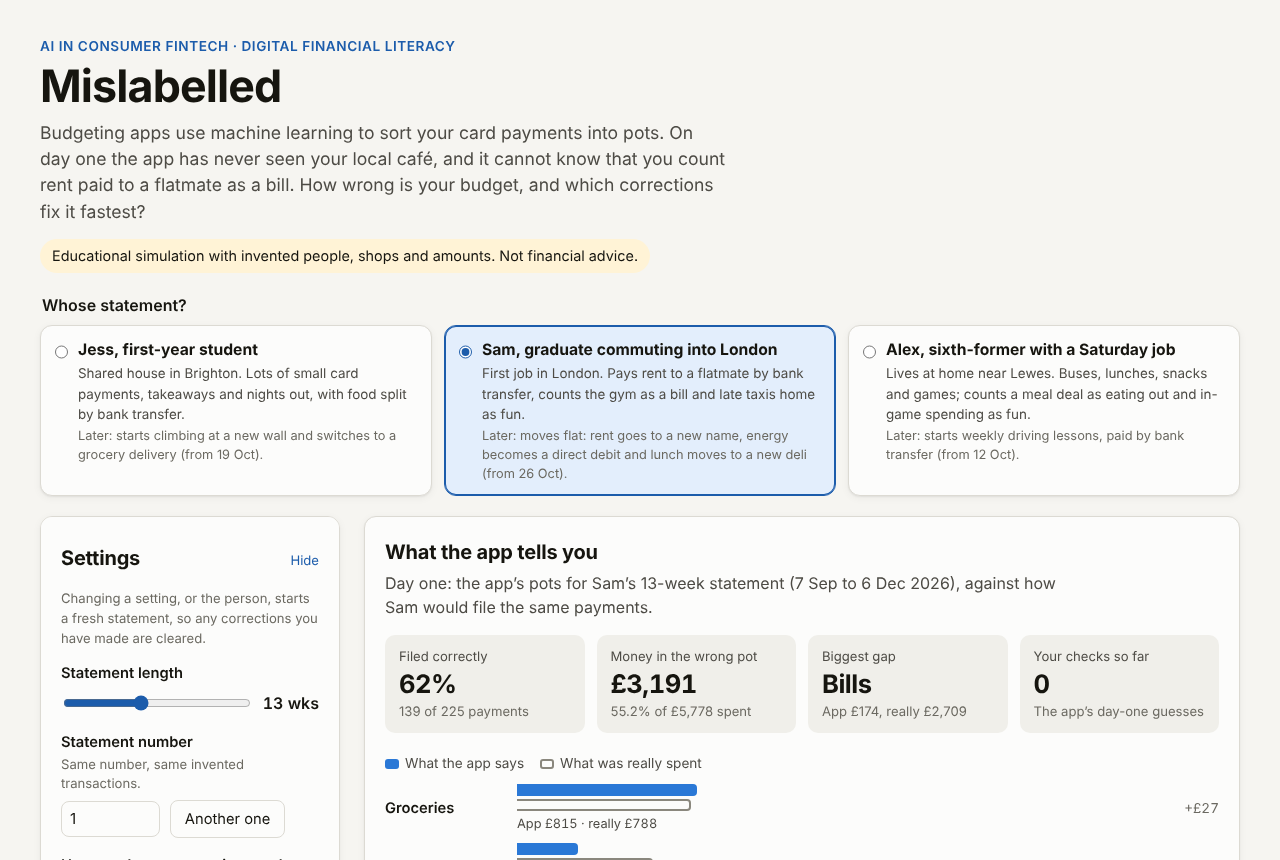 AI IN CONSUMER FINTECH · DIGITAL FINANCIAL LITERACY
Mislabelled
Budgeting apps use machine learning to sort your card payments into pots. On
day one the app has never seen your local café, and it cannot know that you count
rent paid to a flatmate as a bill. How wrong is your budget, and which corrections
fix it fastest?
Educational simulation with invented people, shops and amounts. Not financial advice.
Whose statement?
Jess, first-year student
Shared house in Brighton. Lots of small card
payments, takeaways and nights out, with food split
by bank transfer.
Later: starts climbing at a new wall and switches to a
grocery delivery (from 19 Oct).
Sam, graduate commuting into London
First job in London. Pays rent to a flatmate by bank
transfer, counts the gym as a bill and late taxis home
as fun.
Later: moves flat: rent goes to a new name, energy
becomes a direct debit and lunch moves to a new deli
(from 26 Oct).
Alex, sixth-former with a Saturday job
Lives at home near Lewes. Buses, lunches, snacks
and games; counts a meal deal as eating out and in-
game spending as fun.
Later: starts weekly driving lessons, paid by bank
transfer (from 12 Oct).
Settings
Hide
Changing a setting, or the person, starts
a fresh statement, so any corrections you
have made are cleared.
Statement length
13 wks
Statement number
Same number, same invented
transactions.
1
Another one
What the app tells you
Day one: the app’s pots for Sam’s 13-week statement (7 Sep to 6 Dec 2026), against how
Sam would file the same payments.
Filed correctly
62%
139 of 225 payments
Money in the wrong pot
£3,191
55.2% of £5,778 spent
Biggest gap
Bills
App £174, really £2,709
Your checks so far
0
The app’s day-one guesses
What the app says
What was really spent
Groceries
+£27
App £815 · really £788